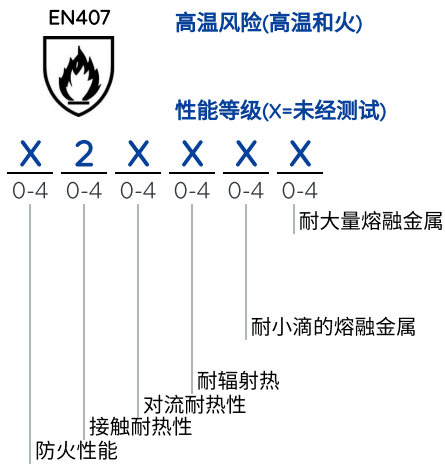 EN407
高温风险(高温和火)
性能等级(X=未经测试)
X 2 X X X X
0-4 0-4 0-4 0-4 0-4 0-4
耐大量熔融金属
耐小滴的熔融金属
耐辐射热
对流耐热性
接触耐热性
防火性能